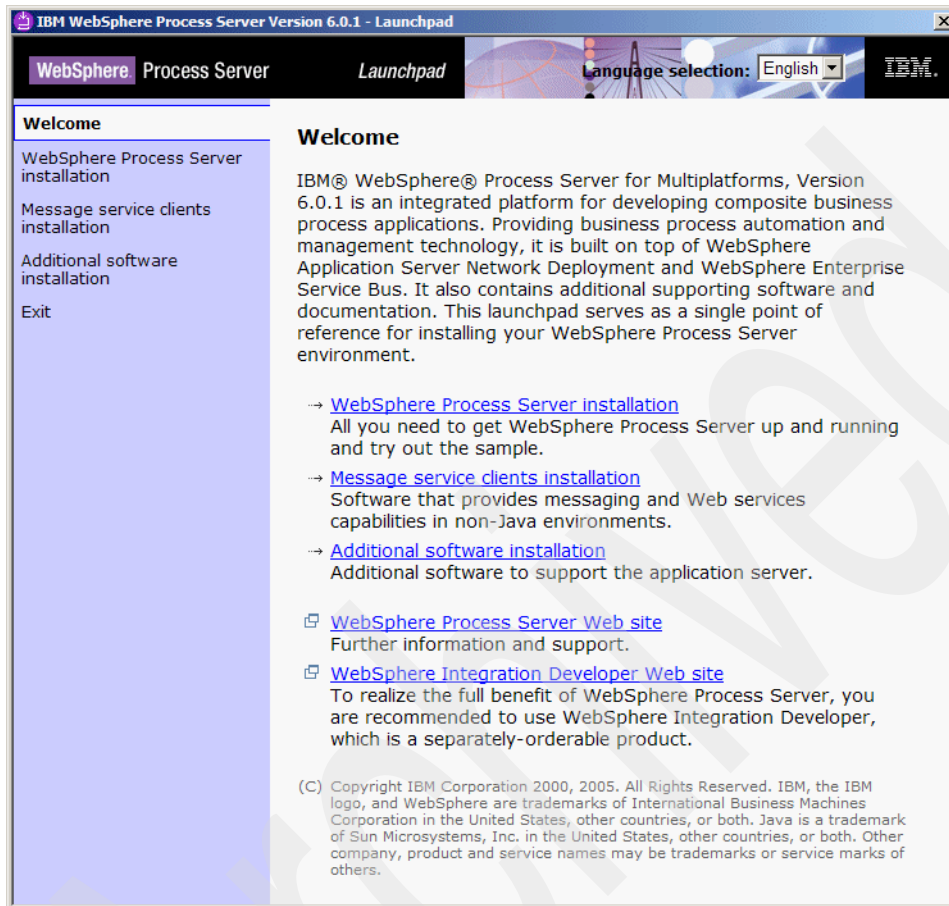 IBM WebSphere Process Server Version 6.0.1 - Launchpad
WebSphere. Process Server
Launchpad
Language selection: English
IBM.
Welcome
WebSphere Process Server
installation
Message service clients
installation
Additional software
installation
Exit
Welcome
IBM® WebSphere® Process Server for Multiplatforms, Version
6.0.1 is an integrated platform for developing composite business
process applications. Providing business process automation and
management technology, it is built on top of WebSphere
Application Server Network Deployment and WebSphere Enterprise
Service Bus. It also contains additional supporting software and
documentation. This launchpad serves as a single point of
reference for installing your WebSphere Process Server
environment.
WebSphere Process Server installation
All you need to get WebSphere Process Server up and running
and try out the sample.
Message service clients installation
Software that provides messaging and Web services
capabilities in non-Java environments.
Additional software installation
Additional software to support the application server.
WebSphere Process Server Web site
Further information and support.
WebSphere Integration Developer Web site
To realize the full benefit of WebSphere Process Server, you
are recommended to use WebSphere Integration Developer,
which is a separately-orderable product.
(C) Copyright IBM Corporation 2000, 2005. All Rights Reserved. IBM, the IBM
logo, and WebSphere are trademarks of International Business Machines
Corporation in the United States, other countries, or both. Java is a trademark
of Sun Microsystems, Inc. in the United States, other countries, or both. Other
company, product and service names may be trademarks or service marks of
others.